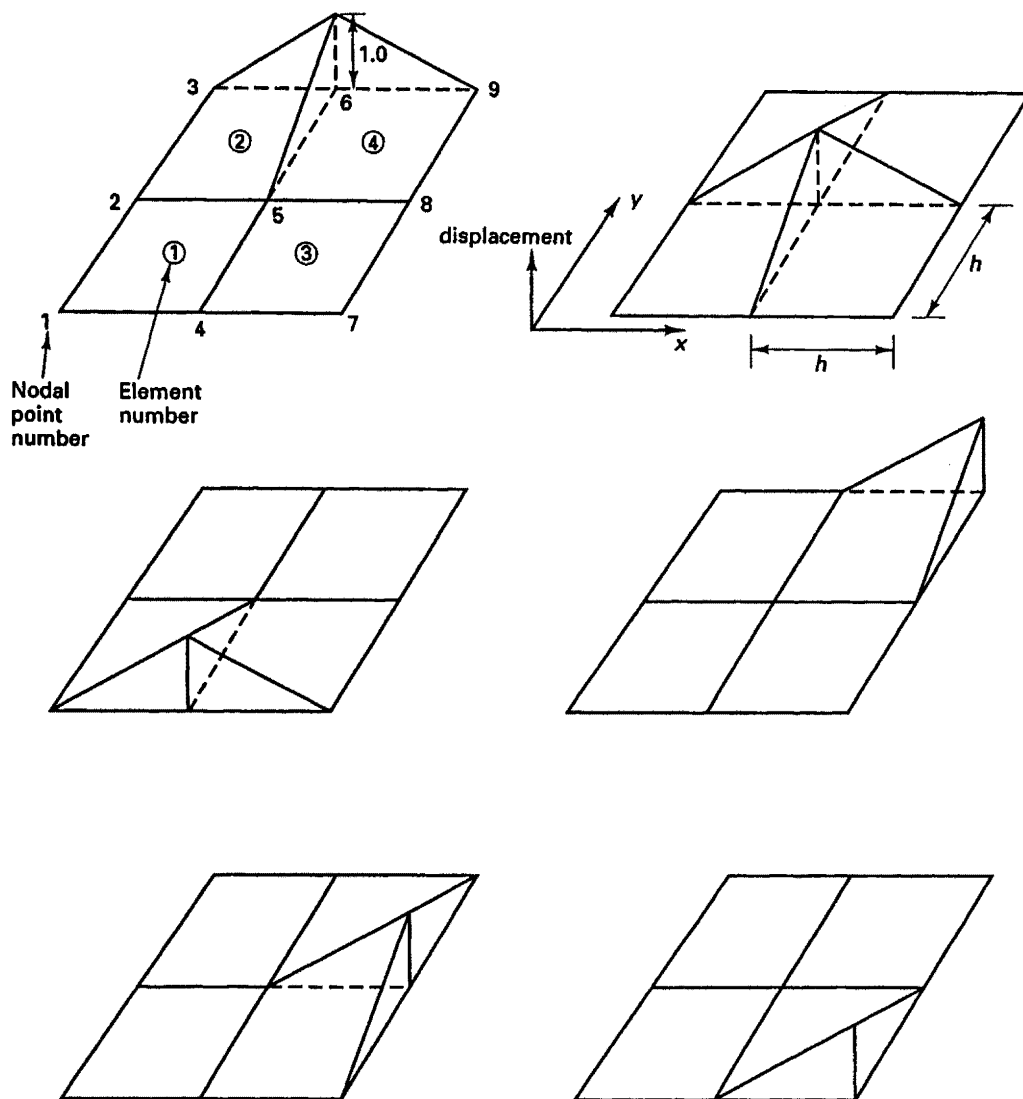 1.0
3
6
9
②
④
2
5
8
①
③
1
4
7
Nodal
point
number
Element
number
displacement
y
x
h
h